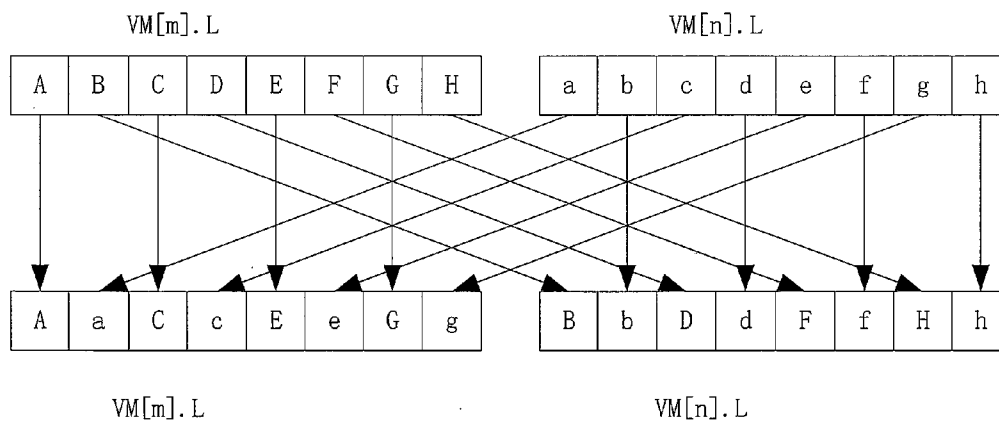 VM[m].L VM[n].L
A B C D E F G H a b c d e f g h
A a C c E e G g B b D d F f H h
VM[m].L VM[n].L